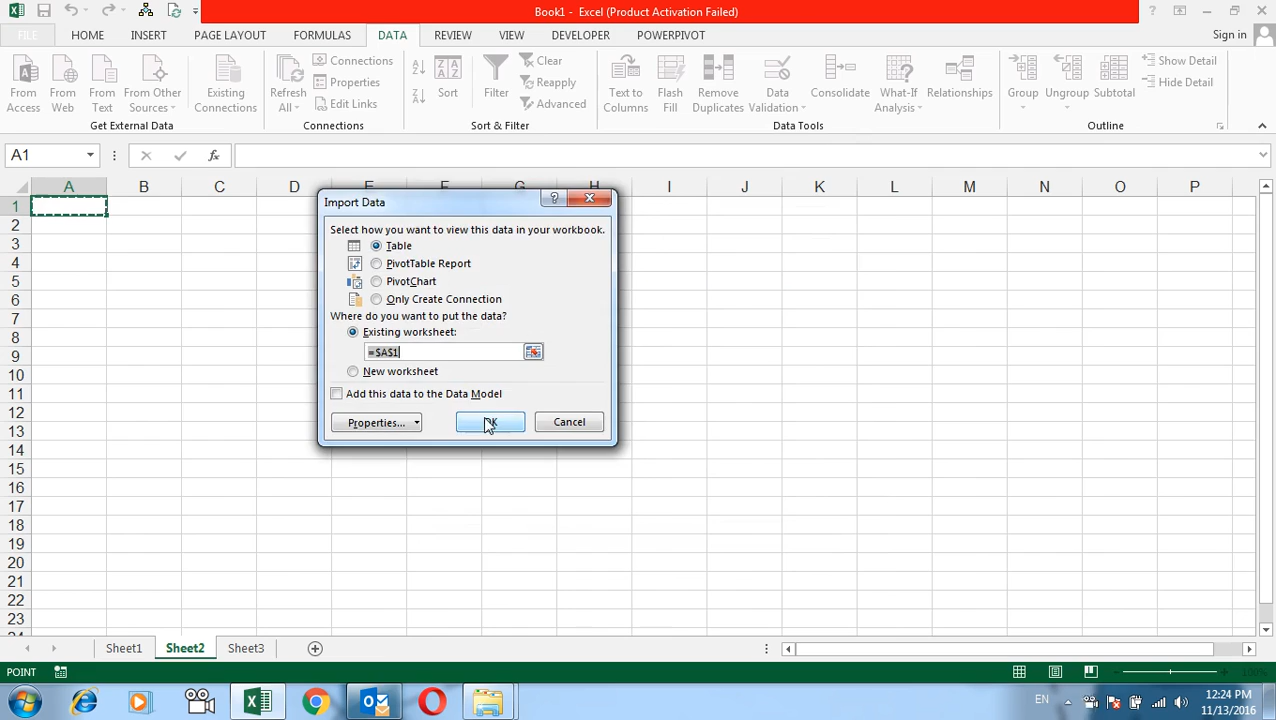 Book1 - Excel (Product Activation Failed)
FILE HOME INSERT PAGE LAYOUT FORMULAS DATA REVIEW VIEW DEVELOPER POWERPIVOT Sign in
From Access
From Web
From Text
From Other Sources
Existing Connections
Get External Data
Refresh All
Connections
Properties
Edit Links
Connections
Sort
Filter
Clear
Reapply
Advanced
Sort & Filter
Text to Columns
Flash Fill
Remove Duplicates
Data Validation
Consolidate
What-If Analysis
Relationships
Data Tools
Group
Ungroup
Subtotal
Show Detail
Hide Detail
Outline
A1
A B C D E F G H I J K L M N O P
1
2
3
4
5
6
7
8
9
10
11
12
13
14
15
16
17
18
19
20
21
22
23
24
Import Data
Select how you want to view this data in your workbook.
Table
PivotTable Report
PivotChart
Only Create Connection
Where do you want to put the data?
Existing worksheet:
=$A$1
New worksheet
Add this data to the Data Model
Properties... OK Cancel
Sheet1 Sheet2 Sheet3
POINT 100%
EN 12:24 PM
11/13/2016